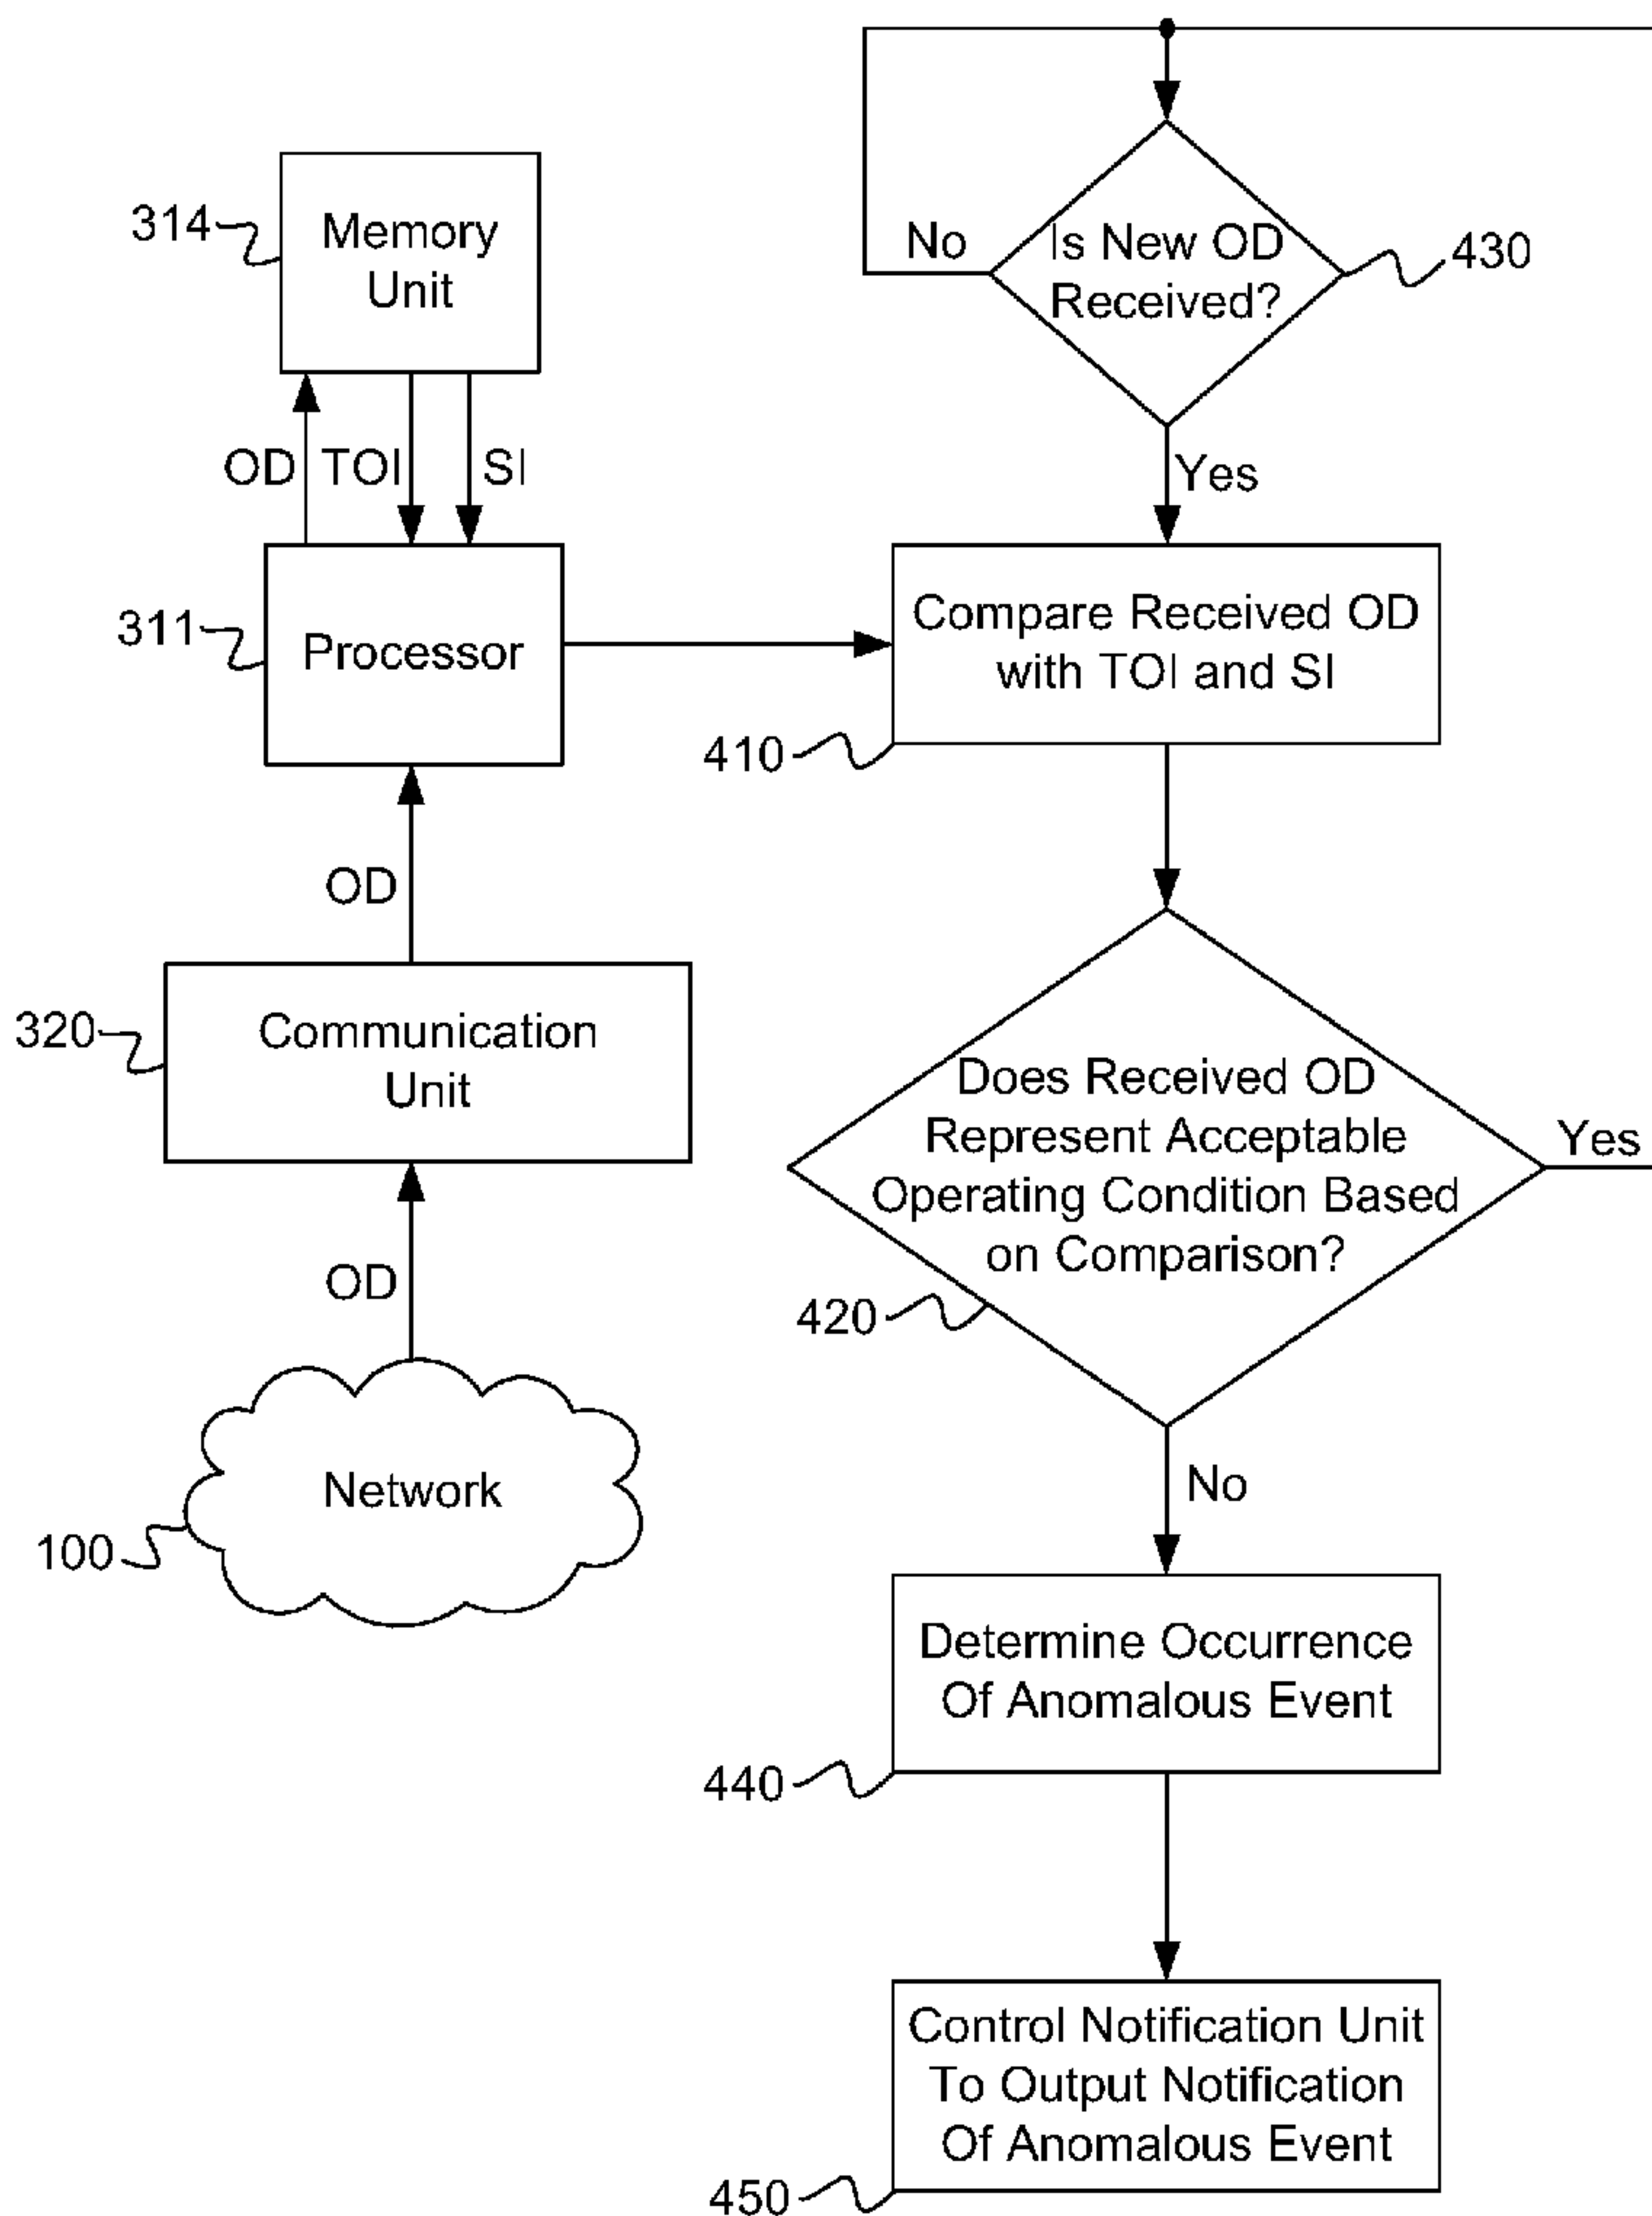 314
Memory
Unit
OD
TOI
SI
311
Processor
OD
320
Communication
Unit
OD
Network
100
No
Is New OD
Received?
430
Yes
Compare Received OD
with TOI and SI
410
Does Received OD
Represent Acceptable
Operating Condition Based
on Comparison?
Yes
420
No
Determine Occurrence
Of Anomalous Event
440
Control Notification Unit
To Output Notification
Of Anomalous Event
450